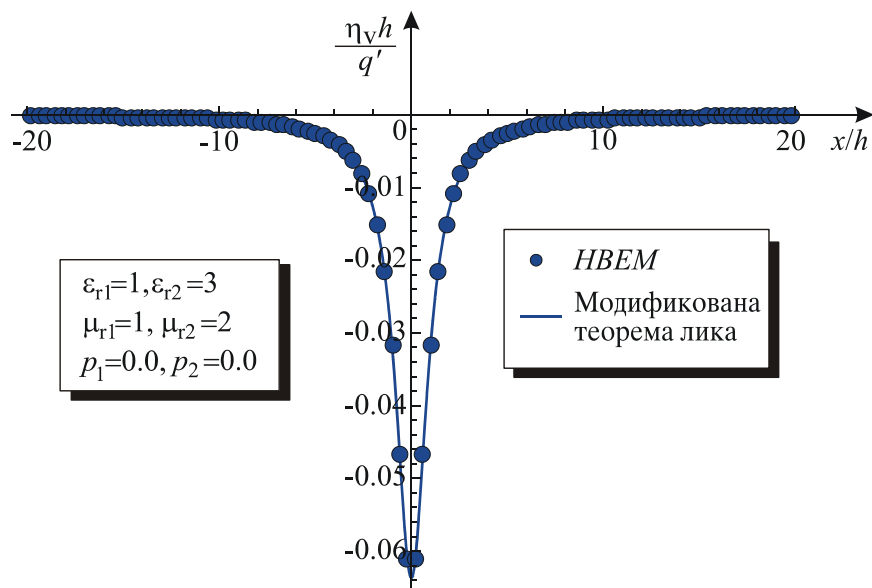 η_v h
q′
-20
-10
0
10
20
x/h
-0.01
-0.02
-0.03
-0.04
-0.05
-0.06
ε_r1=1, ε_r2=3
μ_r1=1, μ_r2=2
p_1=0.0, p_2=0.0
HBEM
Модификована
теорема лика